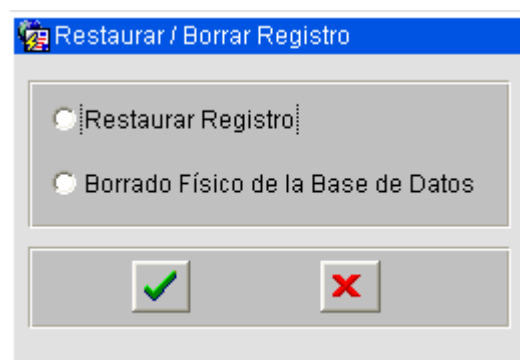 Restaurar / Borrar Registro
Restaurar Registro
Borrado Físico de la Base de Datos